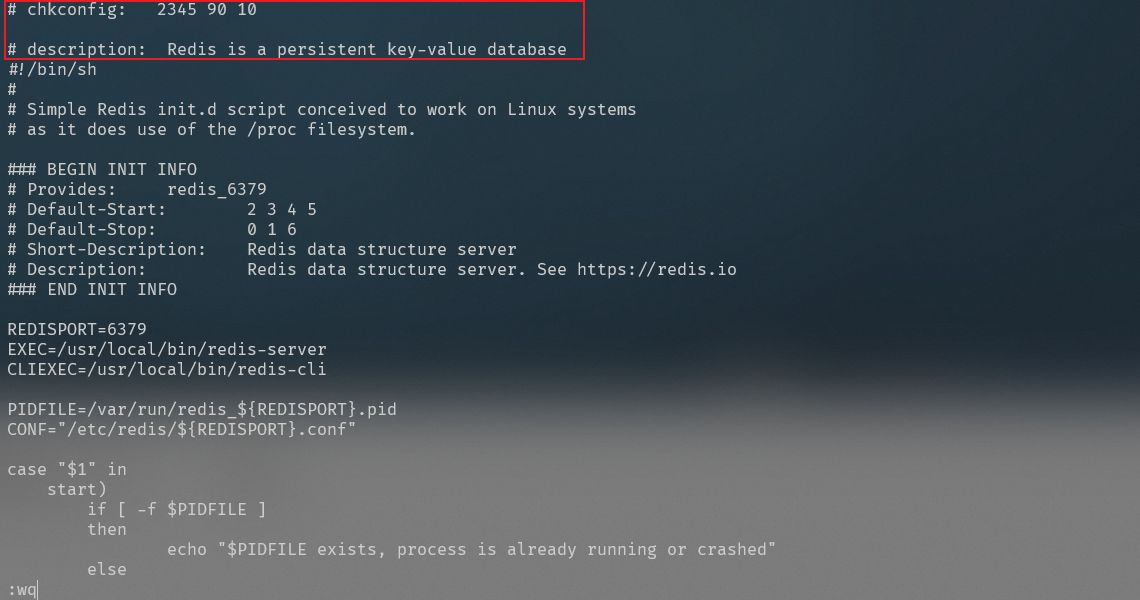 # chkconfig:   2345 90 10

# description:  Redis is a persistent key-value database
#!/bin/sh
#
# Simple Redis init.d script conceived to work on Linux systems
# as it does use of the /proc filesystem.

### BEGIN INIT INFO
# Provides:     redis_6379
# Default-Start:        2 3 4 5
# Default-Stop:         0 1 6
# Short-Description:    Redis data structure server
# Description:          Redis data structure server. See https://redis.io
### END INIT INFO

REDISPORT=6379
EXEC=/usr/local/bin/redis-server
CLIEXEC=/usr/local/bin/redis-cli

PIDFILE=/var/run/redis_${REDISPORT}.pid
CONF="/etc/redis/${REDISPORT}.conf"

case "$1" in
    start)
        if [ -f $PIDFILE ]
        then
                echo "$PIDFILE exists, process is already running or crashed"
        else
:wq